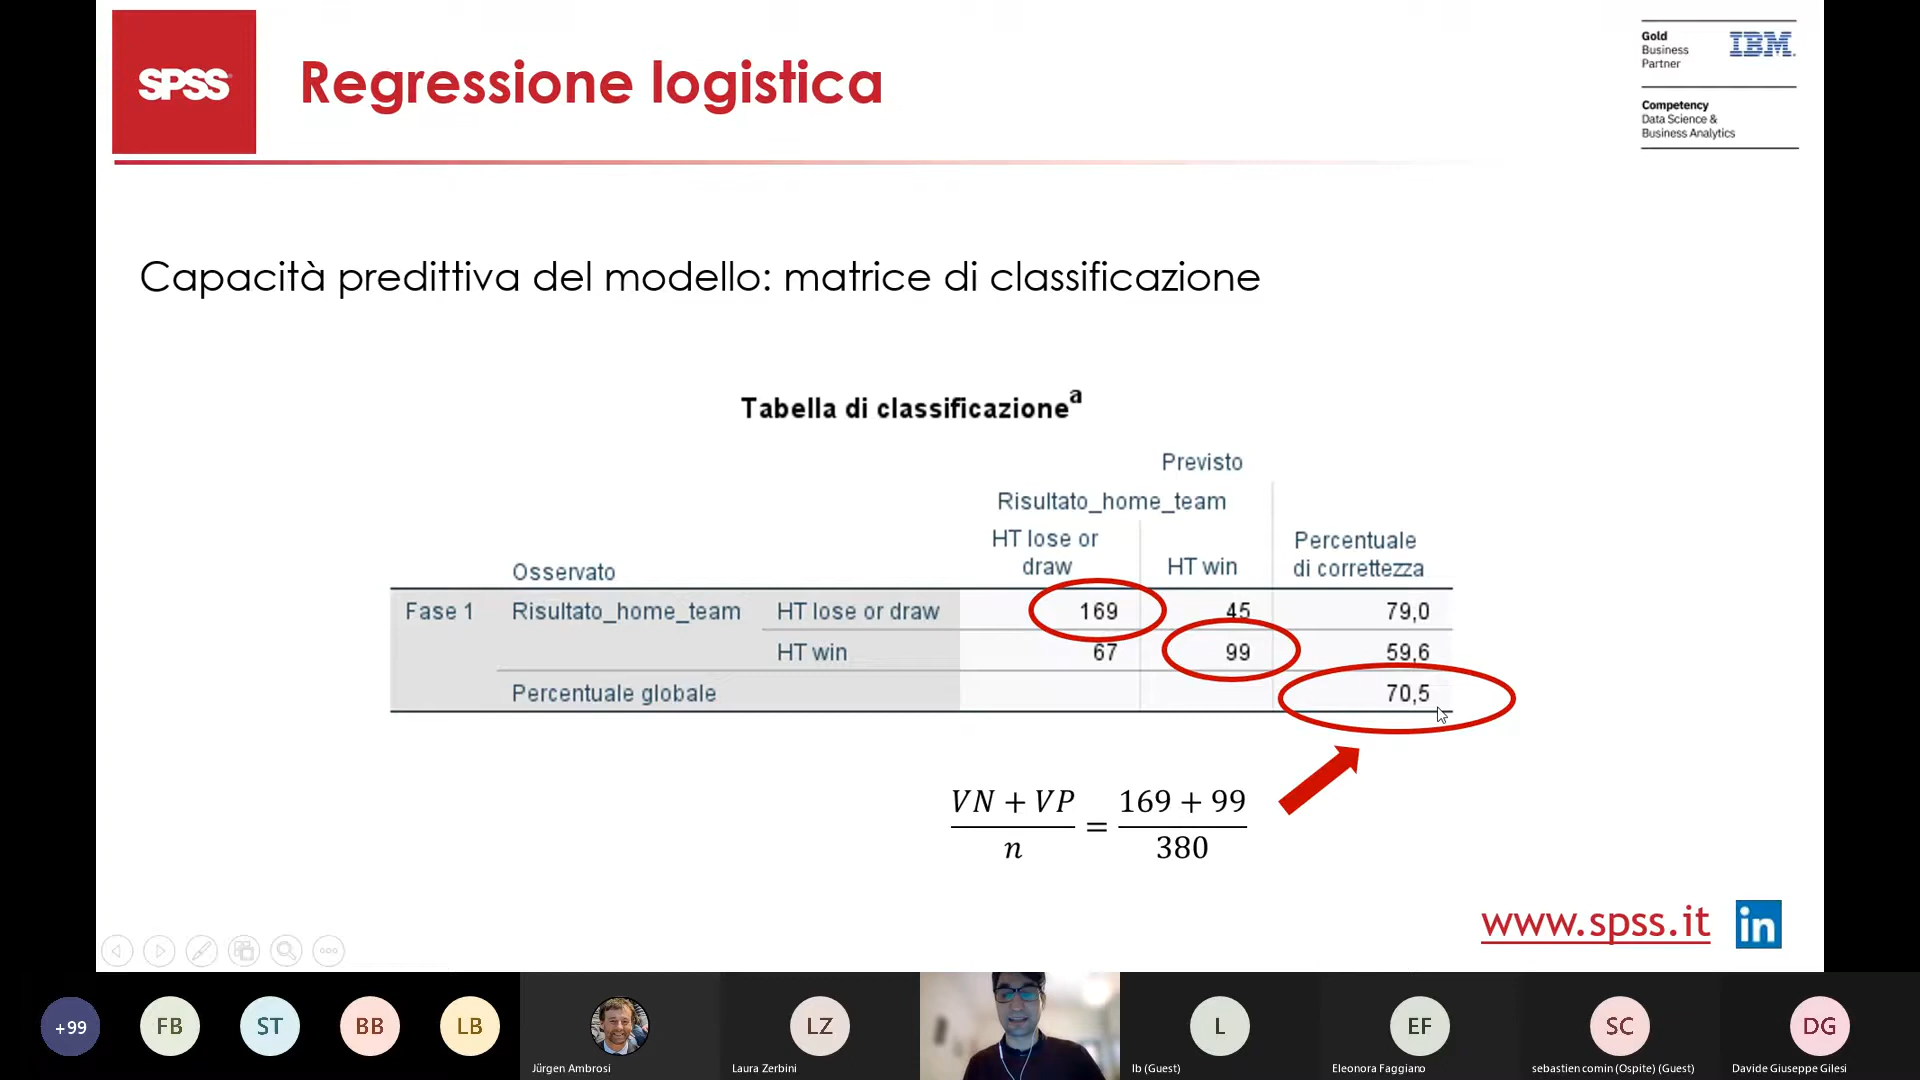 SPSS
Regressione logistica
Gold
Business
Partner
IBM
Competency
Data Science &
Business Analytics
Capacità predittiva del modello: matrice di classificazione
Tabella di classificazioneᵃ
Previsto
Risultato_home_team
HT lose or draw
HT win
Percentuale di correttezza
Osservato
Fase 1 Risultato_home_team HT lose or draw 169 45 79,0
HT win 67 99 59,6
Percentuale globale 70,5
VN + VP
n
=
169 + 99
380
www.spss.it
in
+99
FB
ST
BB
LB
Jürgen Ambrosi
LZ
Laura Zerbini
L
lb (Guest)
EF
Eleonora Faggiano
SC
sebastien comin (Ospite) (Guest)
DG
Davide Giuseppe Gilesi